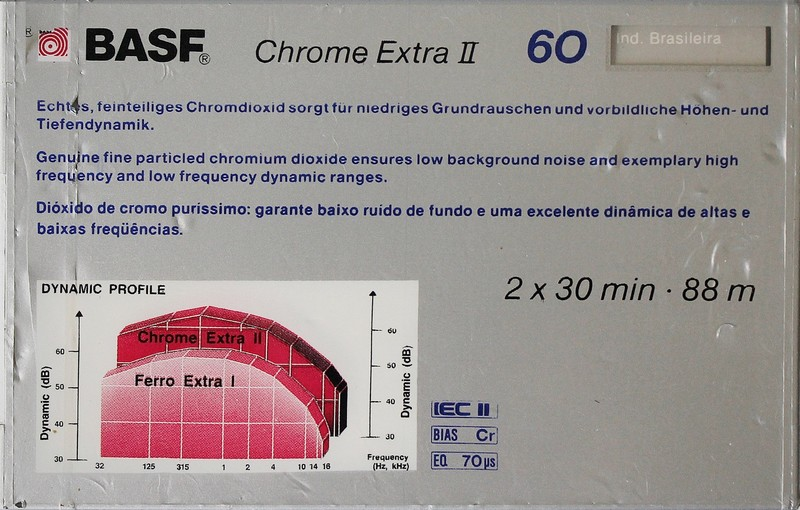 ® BASF® Chrome Extra II 60 Ind. Brasileira
Echtes, feinteiliges Chromdioxid sorgt für niedriges Grundrauschen und vorbildliche Höhen- und
Tiefendynamik.
Genuine fine particled chromium dioxide ensures low background noise and exemplary high
frequency and low frequency dynamic ranges.
Dióxido de cromo puríssimo: garante baixo ruído de fundo e uma excelente dinâmica de altas e
baixas freqüências.
2 x 30 min · 88 m
DYNAMIC PROFILE
Chrome Extra II
Ferro Extra I
Dynamic (dB)
60
50
40
30
60
50
40
30
Dynamic (dB)
32 125 315 1 2 4 10 14 16
Frequency
(Hz, kHz)
IEC II
BIAS Cr
EQ 70 µs